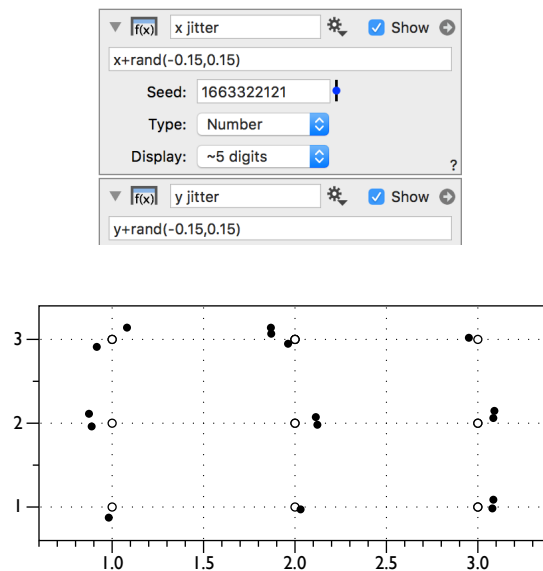 f(x) x jitter Show
x+rand(-0.15,0.15)
Seed: 1663322121
Type: Number
Display: ~5 digits ?
f(x) y jitter Show
y+rand(-0.15,0.15)
3
2
1
1.0 1.5 2.0 2.5 3.0